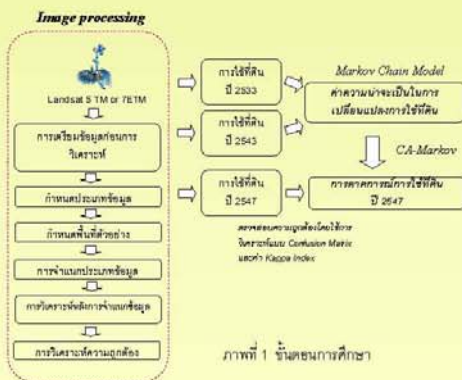 Image processing
Landsat 5 TM or 7ETM
การเตรียมข้อมูลก่อนการ
วิเคราะห์
กำหนดประเภทข้อมูล
กำหนดพื้นที่ตัวอย่าง
การจำแนกประเภทข้อมูล
การวิเคราะห์หลังการจำแนกข้อมูล
การวิเคราะห์ความถูกต้อง
การใช้ที่ดิน
ปี 2533
การใช้ที่ดิน
ปี 2543
การใช้ที่ดิน
ปี 2547
Markov Chain Model
ค่าความน่าจะเป็นในการ
เปลี่ยนแปลงการใช้ที่ดิน
CA-Markov
การคาดการณ์การใช้ที่ดิน
ปี 2547
ตรวจสอบความถูกต้องโดยใช้การ
วิเคราะห์แบบ Confusion Matrix
และค่า Kappa Index
ภาพที่ 1 ขั้นตอนการศึกษา